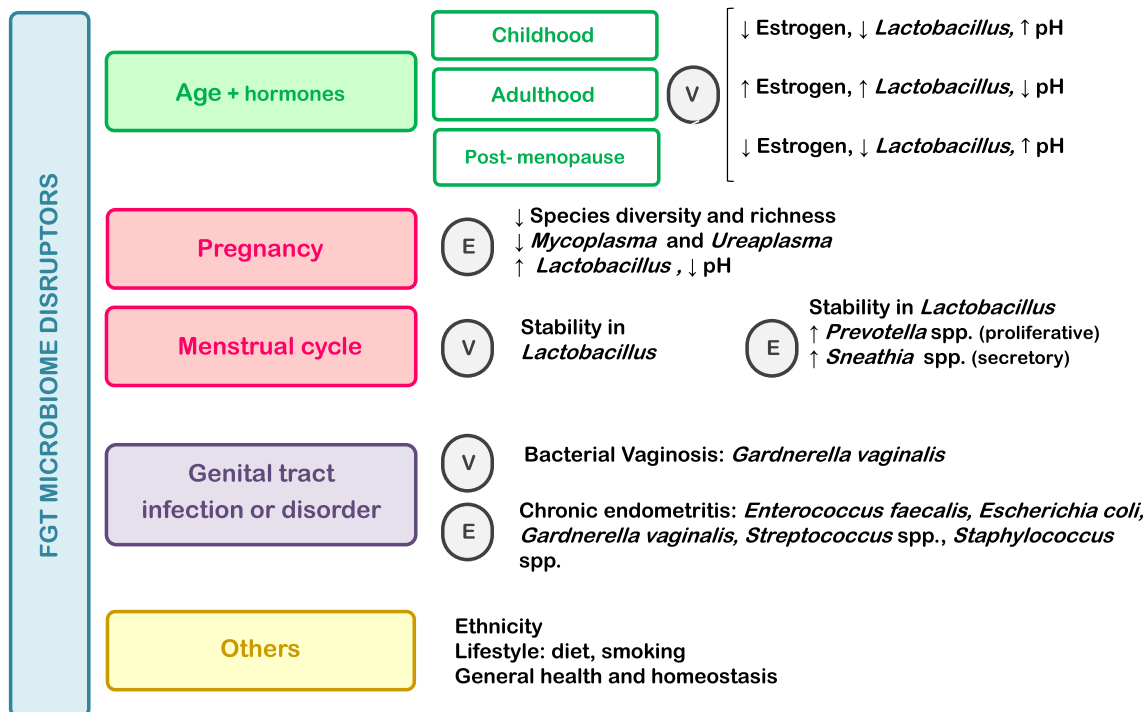 FGT MICROBIOME DISRUPTORS
Age + hormones
Childhood
Adulthood
Post- menopause
V
↓ Estrogen, ↓ Lactobacillus, ↑ pH
↑ Estrogen, ↑ Lactobacillus, ↓ pH
↓ Estrogen, ↓ Lactobacillus, ↑ pH
Pregnancy
E
↓ Species diversity and richness
↓ Mycoplasma and Ureaplasma
↑ Lactobacillus , ↓ pH
Menstrual cycle
V
Stability in
Lactobacillus
E
Stability in Lactobacillus
↑ Prevotella spp. (proliferative)
↑ Sneathia spp. (secretory)
Genital tract
infection or disorder
V
Bacterial Vaginosis: Gardnerella vaginalis
E
Chronic endometritis: Enterococcus faecalis, Escherichia coli,
Gardnerella vaginalis, Streptococcus spp., Staphylococcus
spp.
Others
Ethnicity
Lifestyle: diet, smoking
General health and homeostasis